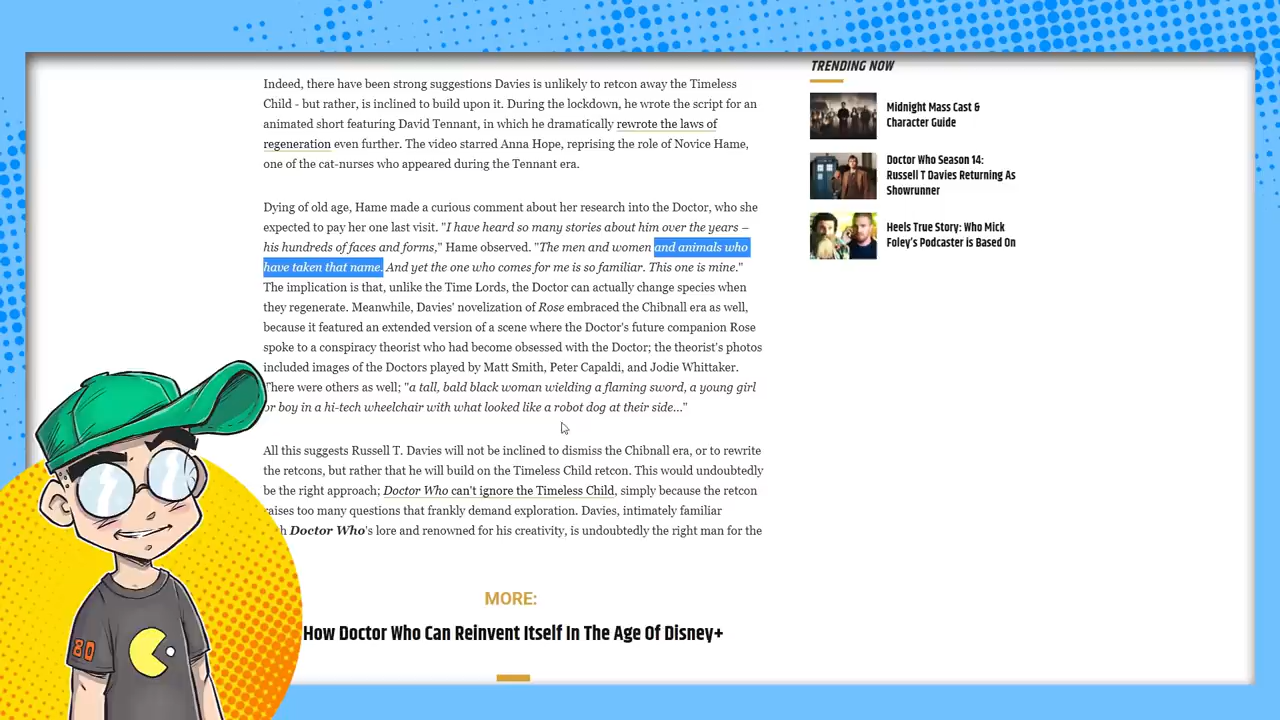 Indeed, there have been strong suggestions Davies is unlikely to retcon away the Timeless
Child - but rather, is inclined to build upon it. During the lockdown, he wrote the script for an
animated short featuring David Tennant, in which he dramatically rewrote the laws of
regeneration even further. The video starred Anna Hope, reprising the role of Novice Hame,
one of the cat-nurses who appeared during the Tennant era.
Dying of old age, Hame made a curious comment about her research into the Doctor, who she
expected to pay her one last visit. "I have heard so many stories about him over the years –
his hundreds of faces and forms," Hame observed. "The men and women and animals who
have taken that name. And yet the one who comes for me is so familiar. This one is mine."
The implication is that, unlike the Time Lords, the Doctor can actually change species when
they regenerate. Meanwhile, Davies' novelization of Rose embraced the Chibnall era as well,
because it featured an extended version of a scene where the Doctor's future companion Rose
spoke to a conspiracy theorist who had become obsessed with the Doctor; the theorist's photos
included images of the Doctors played by Matt Smith, Peter Capaldi, and Jodie Whittaker.
There were others as well; "a tall, bald black woman wielding a flaming sword, a young girl
or boy in a hi-tech wheelchair with what looked like a robot dog at their side..."
All this suggests Russell T. Davies will not be inclined to dismiss the Chibnall era, or to rewrite
the retcons, but rather that he will build on the Timeless Child retcon. This would undoubtedly
be the right approach; Doctor Who can't ignore the Timeless Child, simply because the retcon
raises too many questions that frankly demand exploration. Davies, intimately familiar
Doctor Who's lore and renowned for his creativity, is undoubtedly the right man for the
MORE:
How Doctor Who Can Reinvent Itself In The Age Of Disney+
TRENDING NOW
Midnight Mass Cast &
Character Guide
Doctor Who Season 14:
Russell T Davies Returning As
Showrunner
Heels True Story: Who Mick
Foley's Podcaster is Based On
80